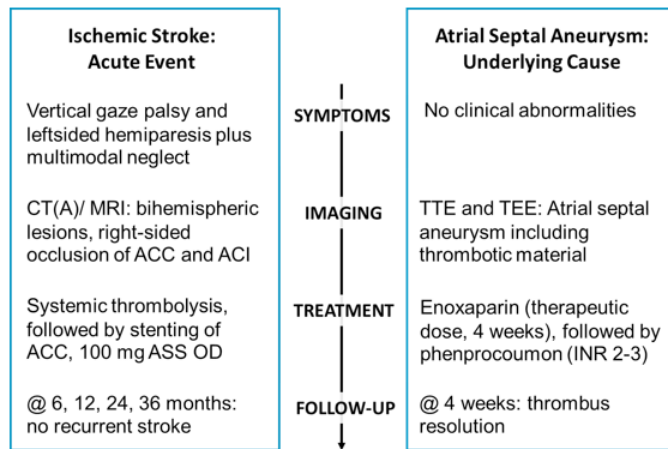 Ischemic Stroke:
Acute Event
Vertical gaze palsy and
leftsided hemiparesis plus
multimodal neglect
CT(A)/ MRI: bihemispheric
lesions, right-sided
occlusion of ACC and ACI
Systemic thrombolysis,
followed by stenting of
ACC, 100 mg ASS OD
@ 6, 12, 24, 36 months:
no recurrent stroke
SYMPTOMS
IMAGING
TREATMENT
FOLLOW-UP
Atrial Septal Aneurysm:
Underlying Cause
No clinical abnormalities
TTE and TEE: Atrial septal
aneurysm including
thrombotic material
Enoxaparin (therapeutic
dose, 4 weeks), followed by
phenprocoumon (INR 2-3)
@ 4 weeks: thrombus
resolution